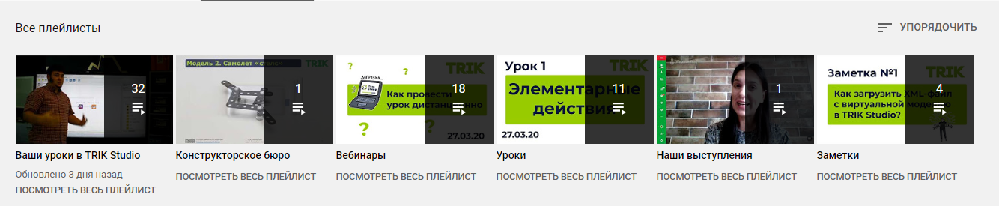 Все плейлисты
УПОРЯДОЧИТЬ
32
Ваши уроки в TRIK Studio
Обновлено 3 дня назад
ПОСМОТРЕТЬ ВЕСЬ ПЛЕЙЛИСТ
Модель 2. Самолет «стелс»
TRIK
1
Конструкторское бюро
ПОСМОТРЕТЬ ВЕСЬ ПЛЕЙЛИСТ
?
?
?
ЗАГРУЗКА...
TRIK
18
Как провести
урок дистанционно
27.03.20
Вебинары
ПОСМОТРЕТЬ ВЕСЬ ПЛЕЙЛИСТ
Урок 1
TRIK
11
Элементарные
действия
27.03.20
Уроки
ПОСМОТРЕТЬ ВЕСЬ ПЛЕЙЛИСТ
1
Наши выступления
ПОСМОТРЕТЬ ВЕСЬ ПЛЕЙЛИСТ
TRIK
Заметка №1
4
Как загрузить XML-файл
с виртуальной моделью
в TRIK Studio?
Заметки
ПОСМОТРЕТЬ ВЕСЬ ПЛЕЙЛИСТ